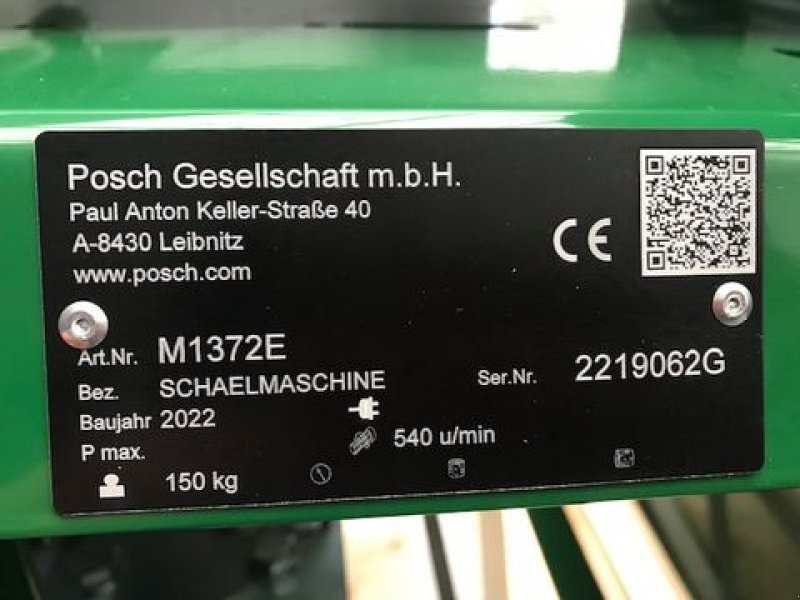 Posch Gesellschaft m.b.H.
Paul Anton Keller-Straße 40
A-8430 Leibnitz
www.posch.com
CE
Art.Nr. M1372E
Bez. SCHAELMASCHINE
Ser.Nr. 2219062G
Baujahr 2022
P max.
540 u/min
150 kg